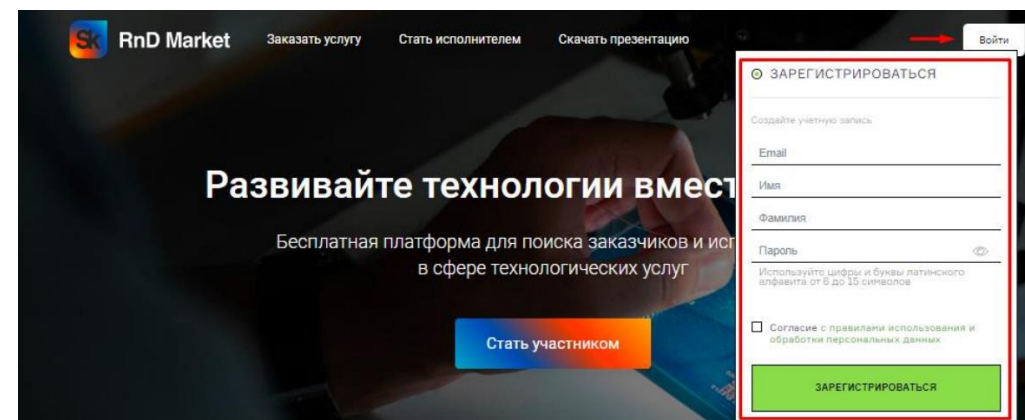 Sk RnD Market Заказать услугу Стать исполнителем Скачать презентацию Войти
ЗАРЕГИСТРИРОВАТЬСЯ
Создайте учетную запись
Email
Имя
Фамилия
Пароль
Используйте цифры и буквы латинского
алфавита от 6 до 15 символов
Согласие с правилами использования и
обработки персональных данных
ЗАРЕГИСТРИРОВАТЬСЯ
Развивайте технологии
Бесплатная платформа для поиска заказчиков и
в сфере технологических услуг
Стать участником